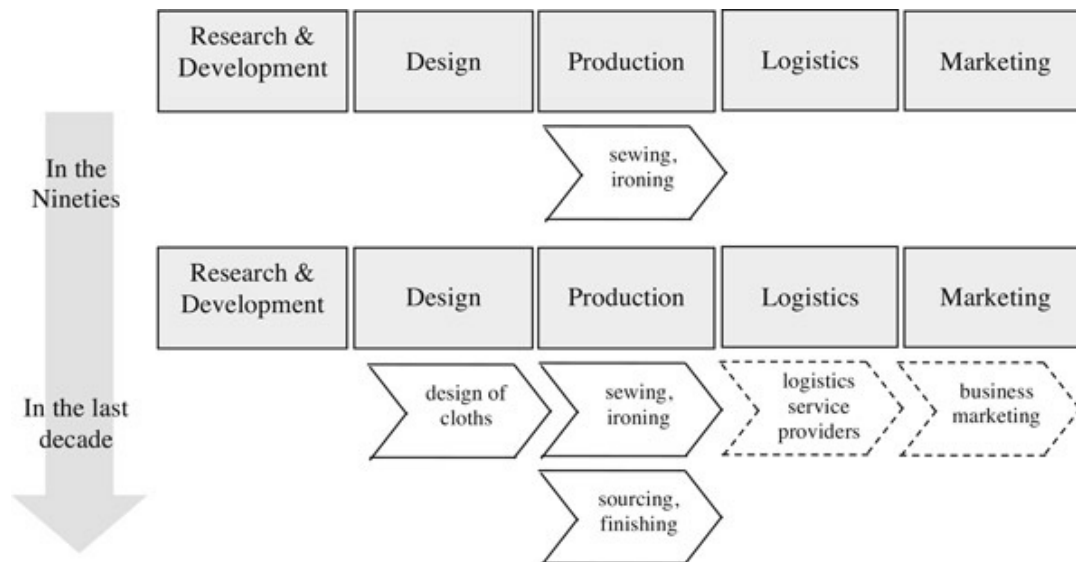 Research &
Development
Design
Production
Logistics
Marketing
In the
Nineties
sewing,
ironing
Research &
Development
Design
Production
Logistics
Marketing
In the last
decade
design of
cloths
sewing,
ironing
logistics
service
providers
business
marketing
sourcing,
finishing